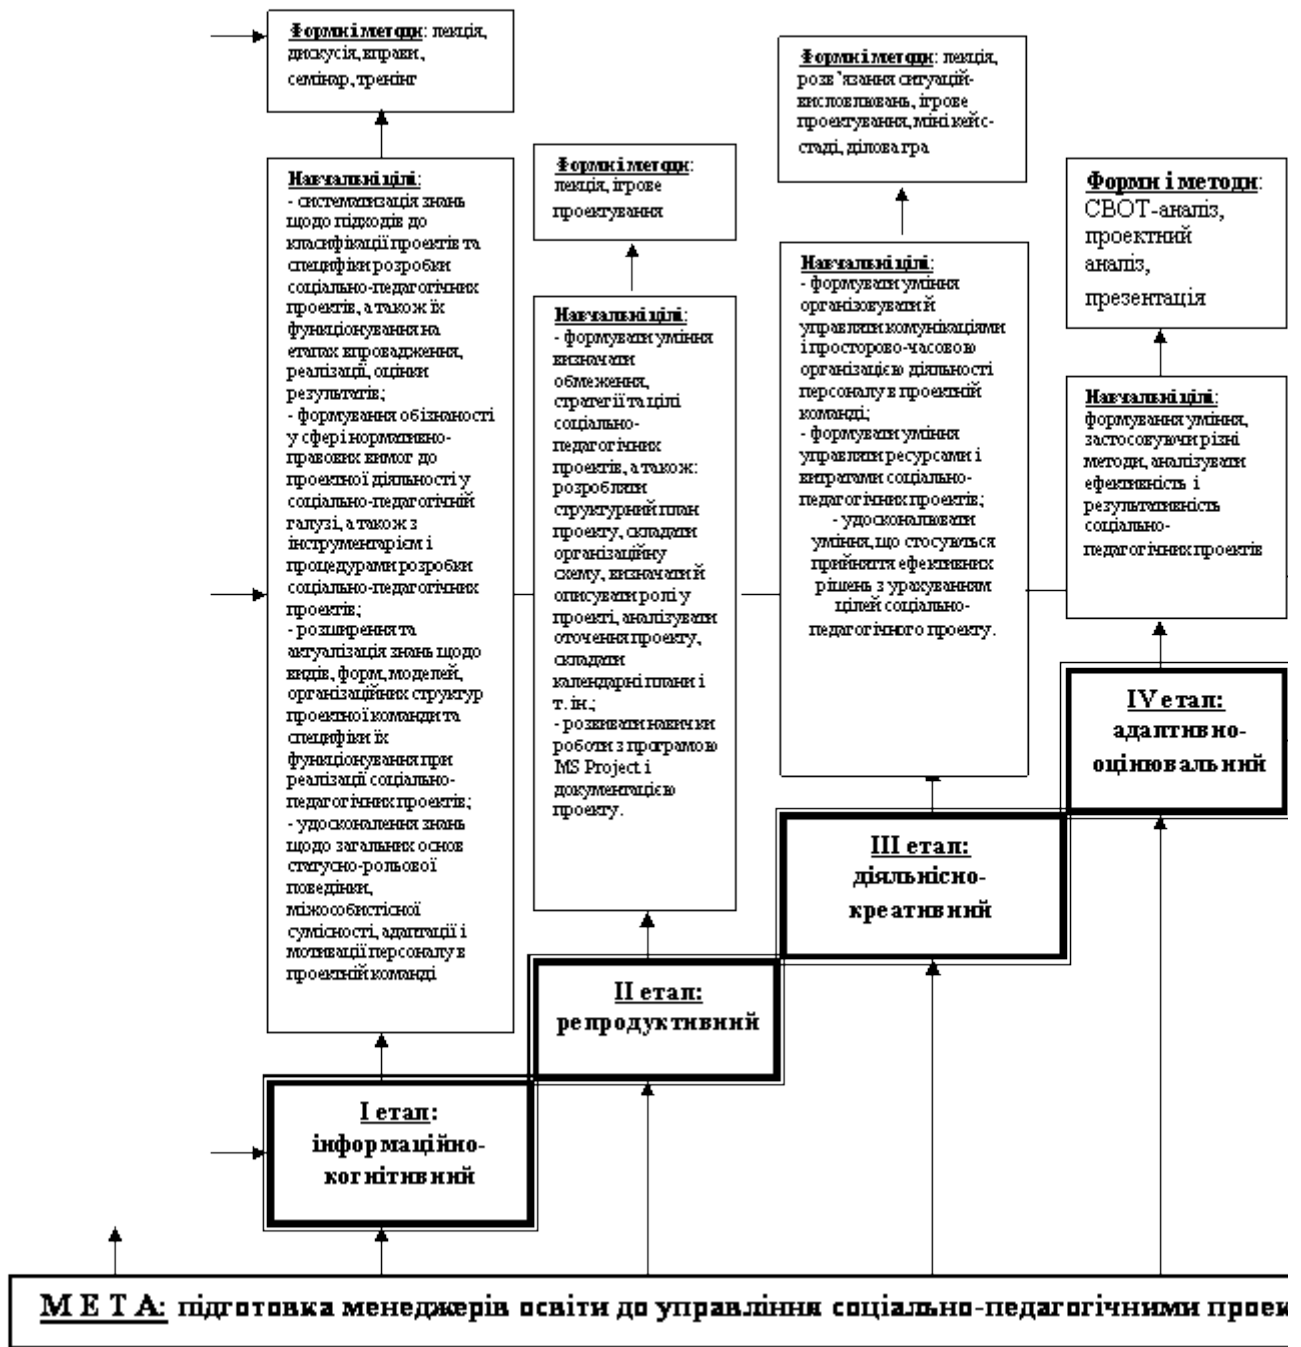 Форми і методи: лекція,
дискусія, вправи,
семінар, тренінг
Навчальні цілі:
- систематизація знань
щодо підходів до
класифікації проектів та
специфіки розробки
соціально-педагогічних
проектів, а також їх
функціонування на
етапах впровадження,
реалізації, оцінки
результатів;
- формування обізнаності
у сфері нормативно-
правових вимог до
проектної діяльності у
соціально-педагогічній
галузі, а також з
інструментарієм і
процедурами розробки
соціально-педагогічних
проектів;
- розширення та
актуалізація знань щодо
видів, форм, моделей,
організаційних структур
проектної команди та
специфіки їх
функціонування при
реалізації соціально-
педагогічних проектів;
- удосконалення знань
щодо загальних основ
статусно-рольової
поведінки,
міжособистісної
сумісності, адаптації і
мотивації персоналу в
проектній команді
І етап:
інформаційно-
когнітивний
Форми і методи:
лекція, ігрове
проектування
Навчальні цілі:
- формувати уміння
визначати
обмеження,
стратегії та цілі
соціально-
педагогічних
проектів, а також:
розробляти
структурний план
проекту, складати
організаційну
схему, визначати й
описувати ролі у
проекті, аналізувати
оточення проекту,
складати
календарні плани і
т. ін.;
- розвивати навички
роботи з програмою
MS Project і
документацією
проекту.
ІІ етап:
репродуктивний
Форми і методи: лекція,
розв’язання ситуацій-
висловлювань, ігрове
проектування, міні кейс-
стаді, ділова гра
Навчальні цілі:
- формувати уміння
організовувати й
управляти комунікаціями
і просторово-часовою
організацією діяльності
персоналу в проектній
команді;
- формувати уміння
управляти ресурсами і
витратами соціально-
педагогічних проектів;
- удосконалювати
уміння, що стосуються
прийняття ефективних
рішень з урахуванням
цілей соціально-
педагогічного проекту.
ІІІ етап:
діяльнісно-
креативний
Форми і методи:
СВОТ-аналіз,
проектний
аналіз,
презентація
Навчальні цілі:
формування уміння,
застосовуючи різні
методи, аналізувати
ефективність і
результативність
соціально-
педагогічних проектів
IV етап:
адаптивно-
оцінювальний
М Е Т А: підготовка менеджерів освіти до управління соціально-педагогічними проек